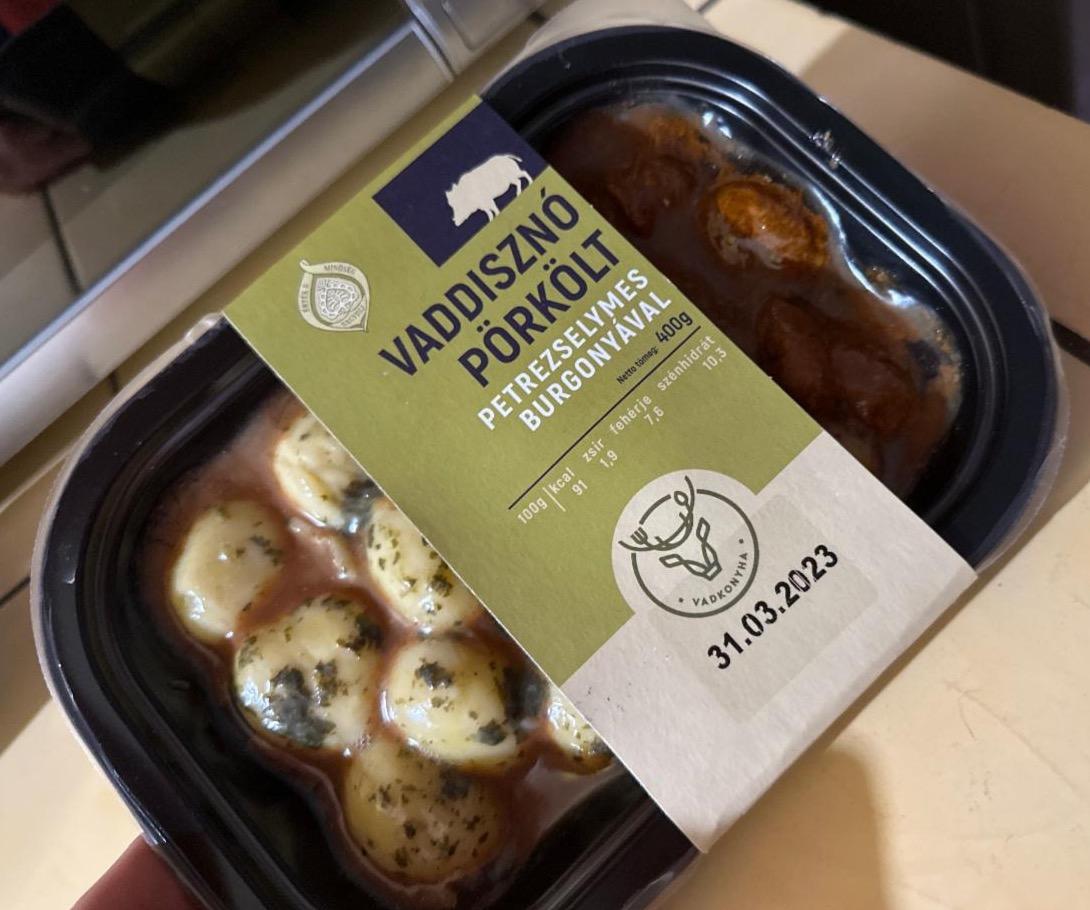 VADDISZNÓ
PÖRKÖLT
PETREZSELYMES
BURGONYÁVAL
Nettó tömeg: 400g
100g kcal zsír fehérje szénhidrát
91 1,9 7,6 10,3
MINŐSÉG
• VADKONYHA •
31.03.2023